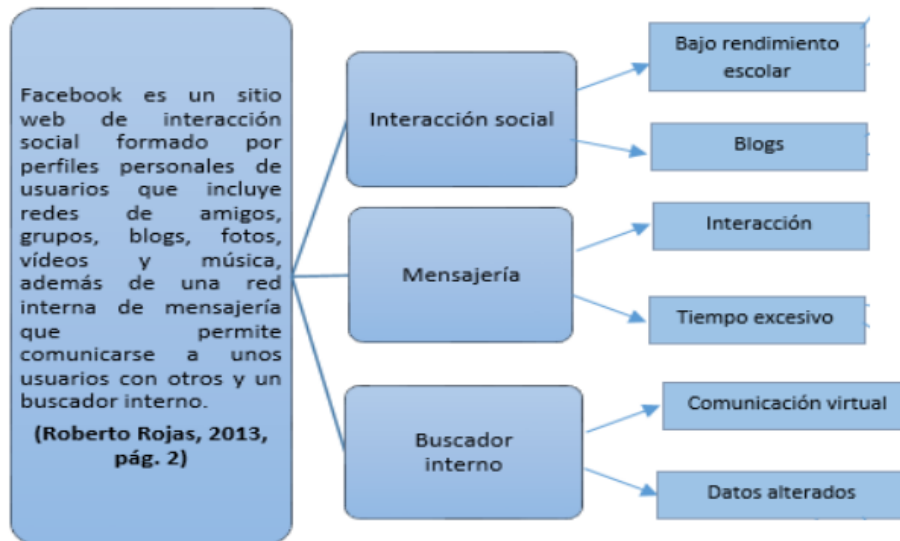 Facebook es un sitio
web de interacción
social formado por
perfiles personales de
usuarios que incluye
redes de amigos,
grupos, blogs, fotos,
vídeos y música,
además de una red
interna de mensajería
que permite
comunicarse a unos
usuarios con otros y un
buscador interno.
(Roberto Rojas, 2013,
pág. 2)
Interacción social
Bajo rendimiento
escolar
Blogs
Mensajería
Interacción
Tiempo excesivo
Buscador
interno
Comunicación virtual
Datos alterados